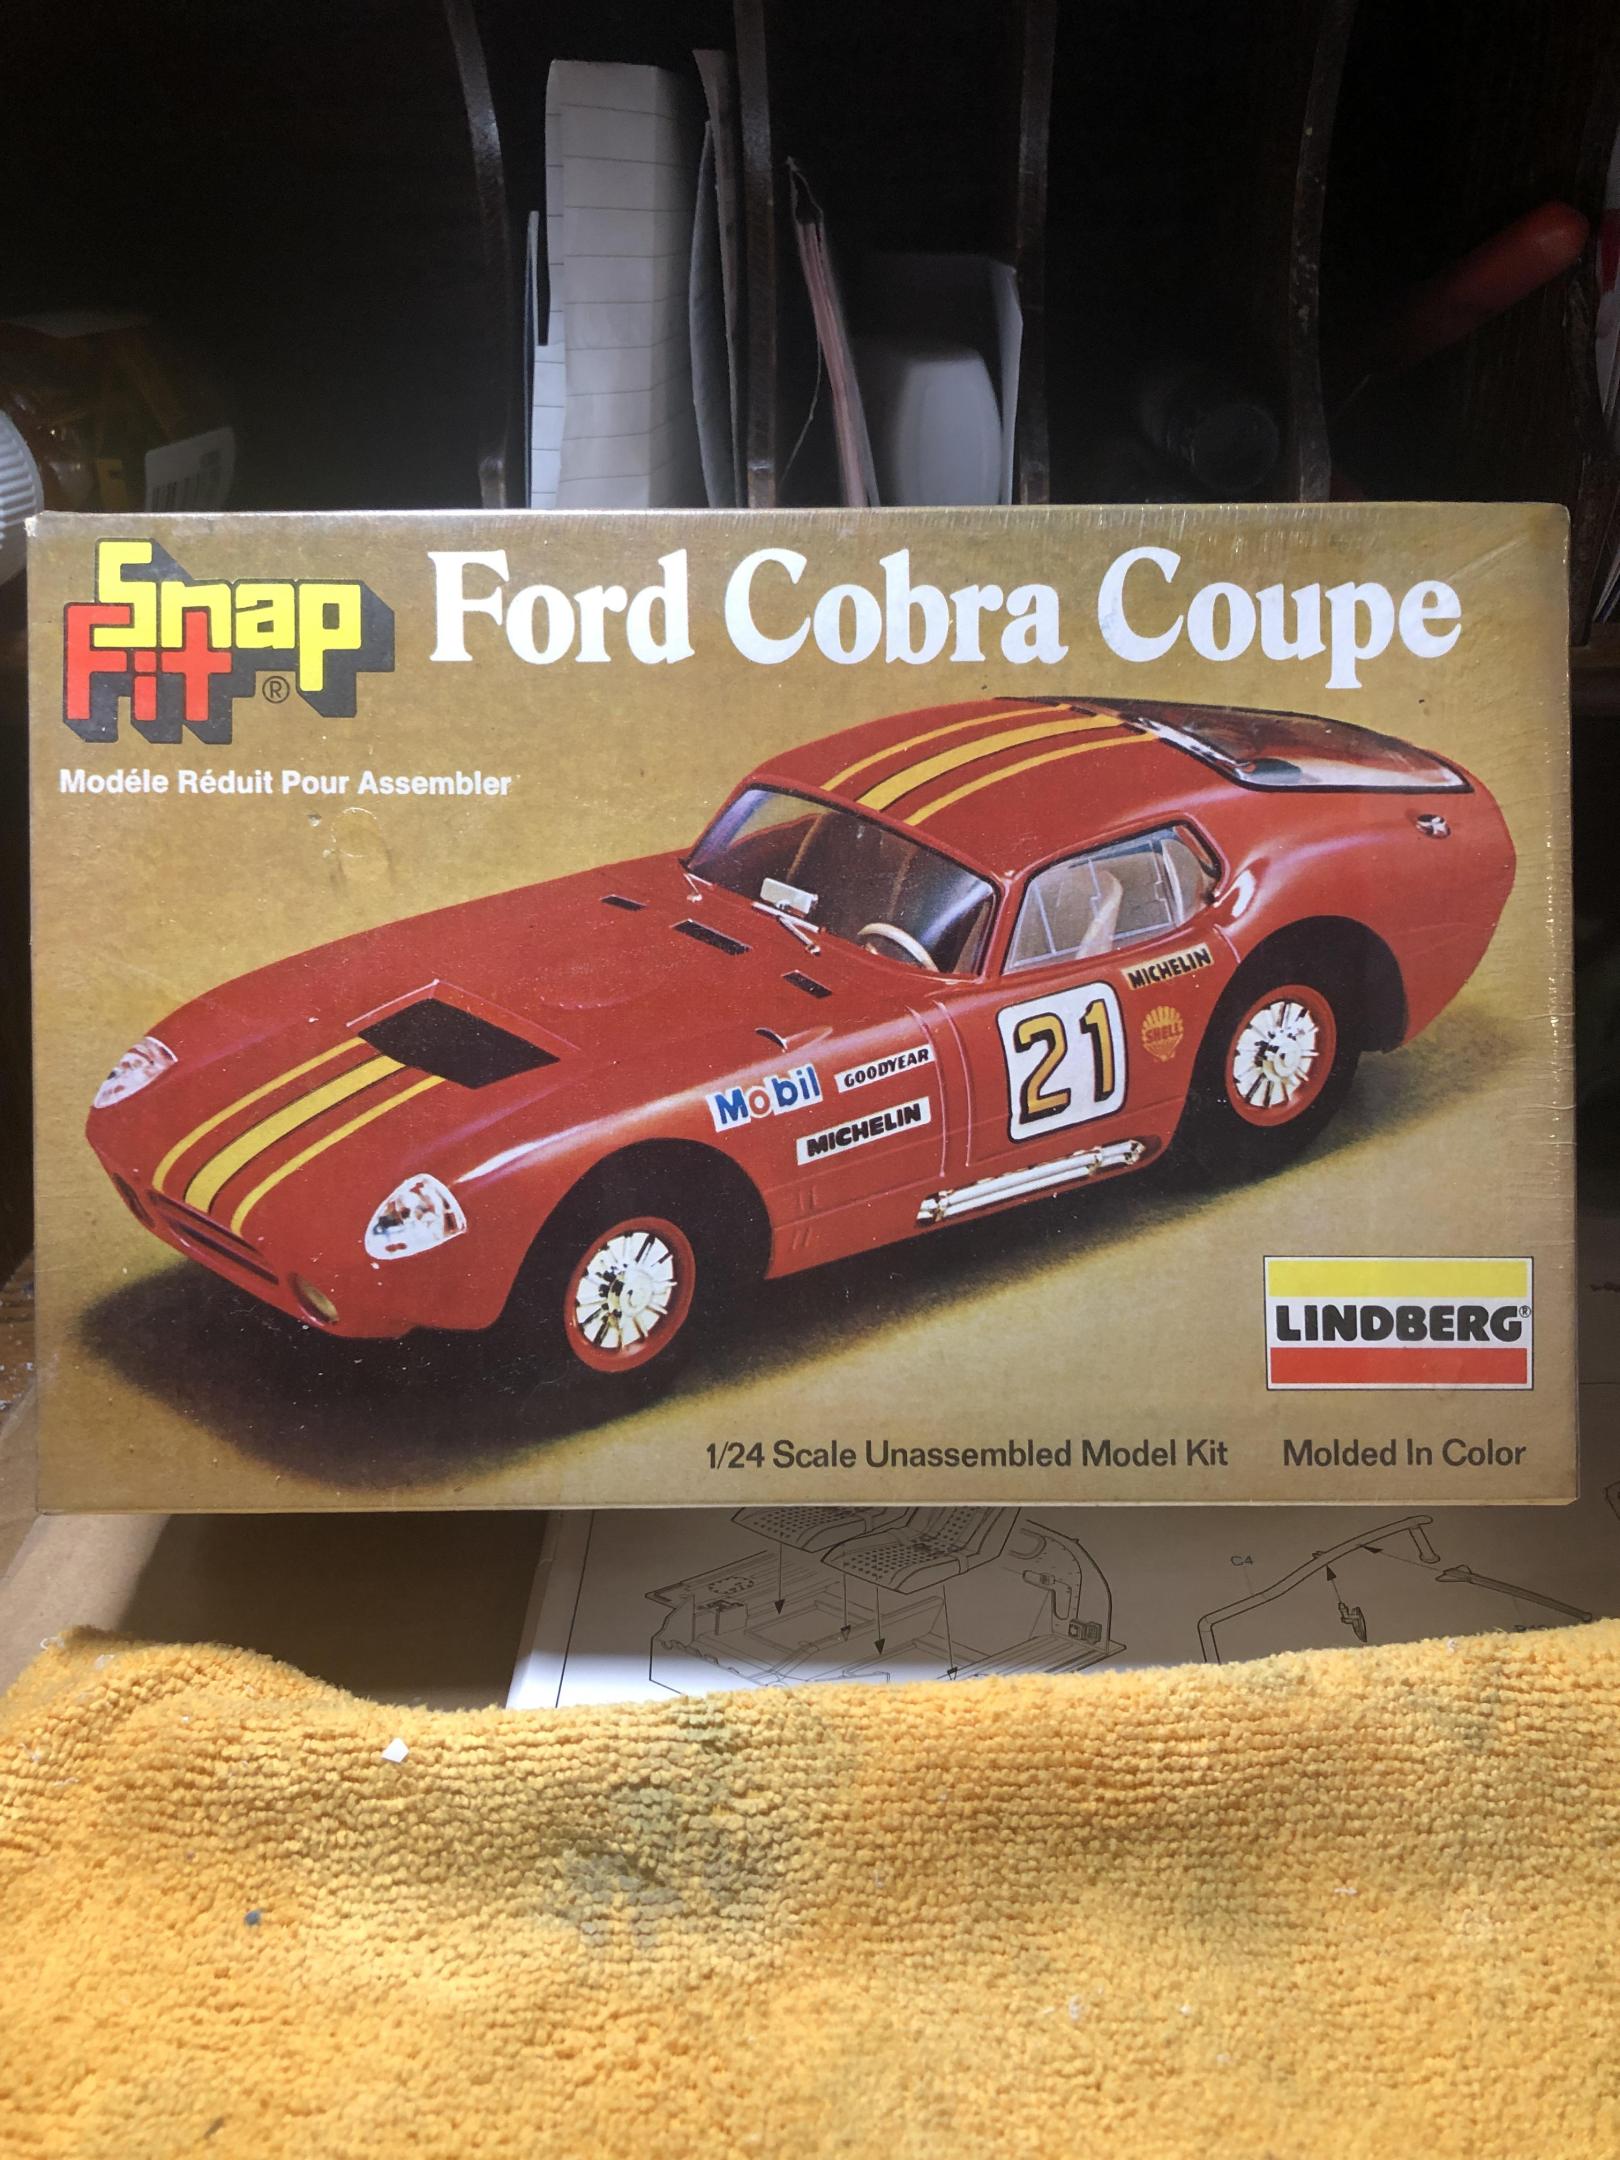 Snap
Fit®
Ford Cobra Coupe
Modéle Réduit Pour Assembler
MICHELIN
SHELL
21
Mobil
GOODYEAR
MICHELIN
LINDBERG®
1/24 Scale Unassembled Model Kit
Molded In Color
C4